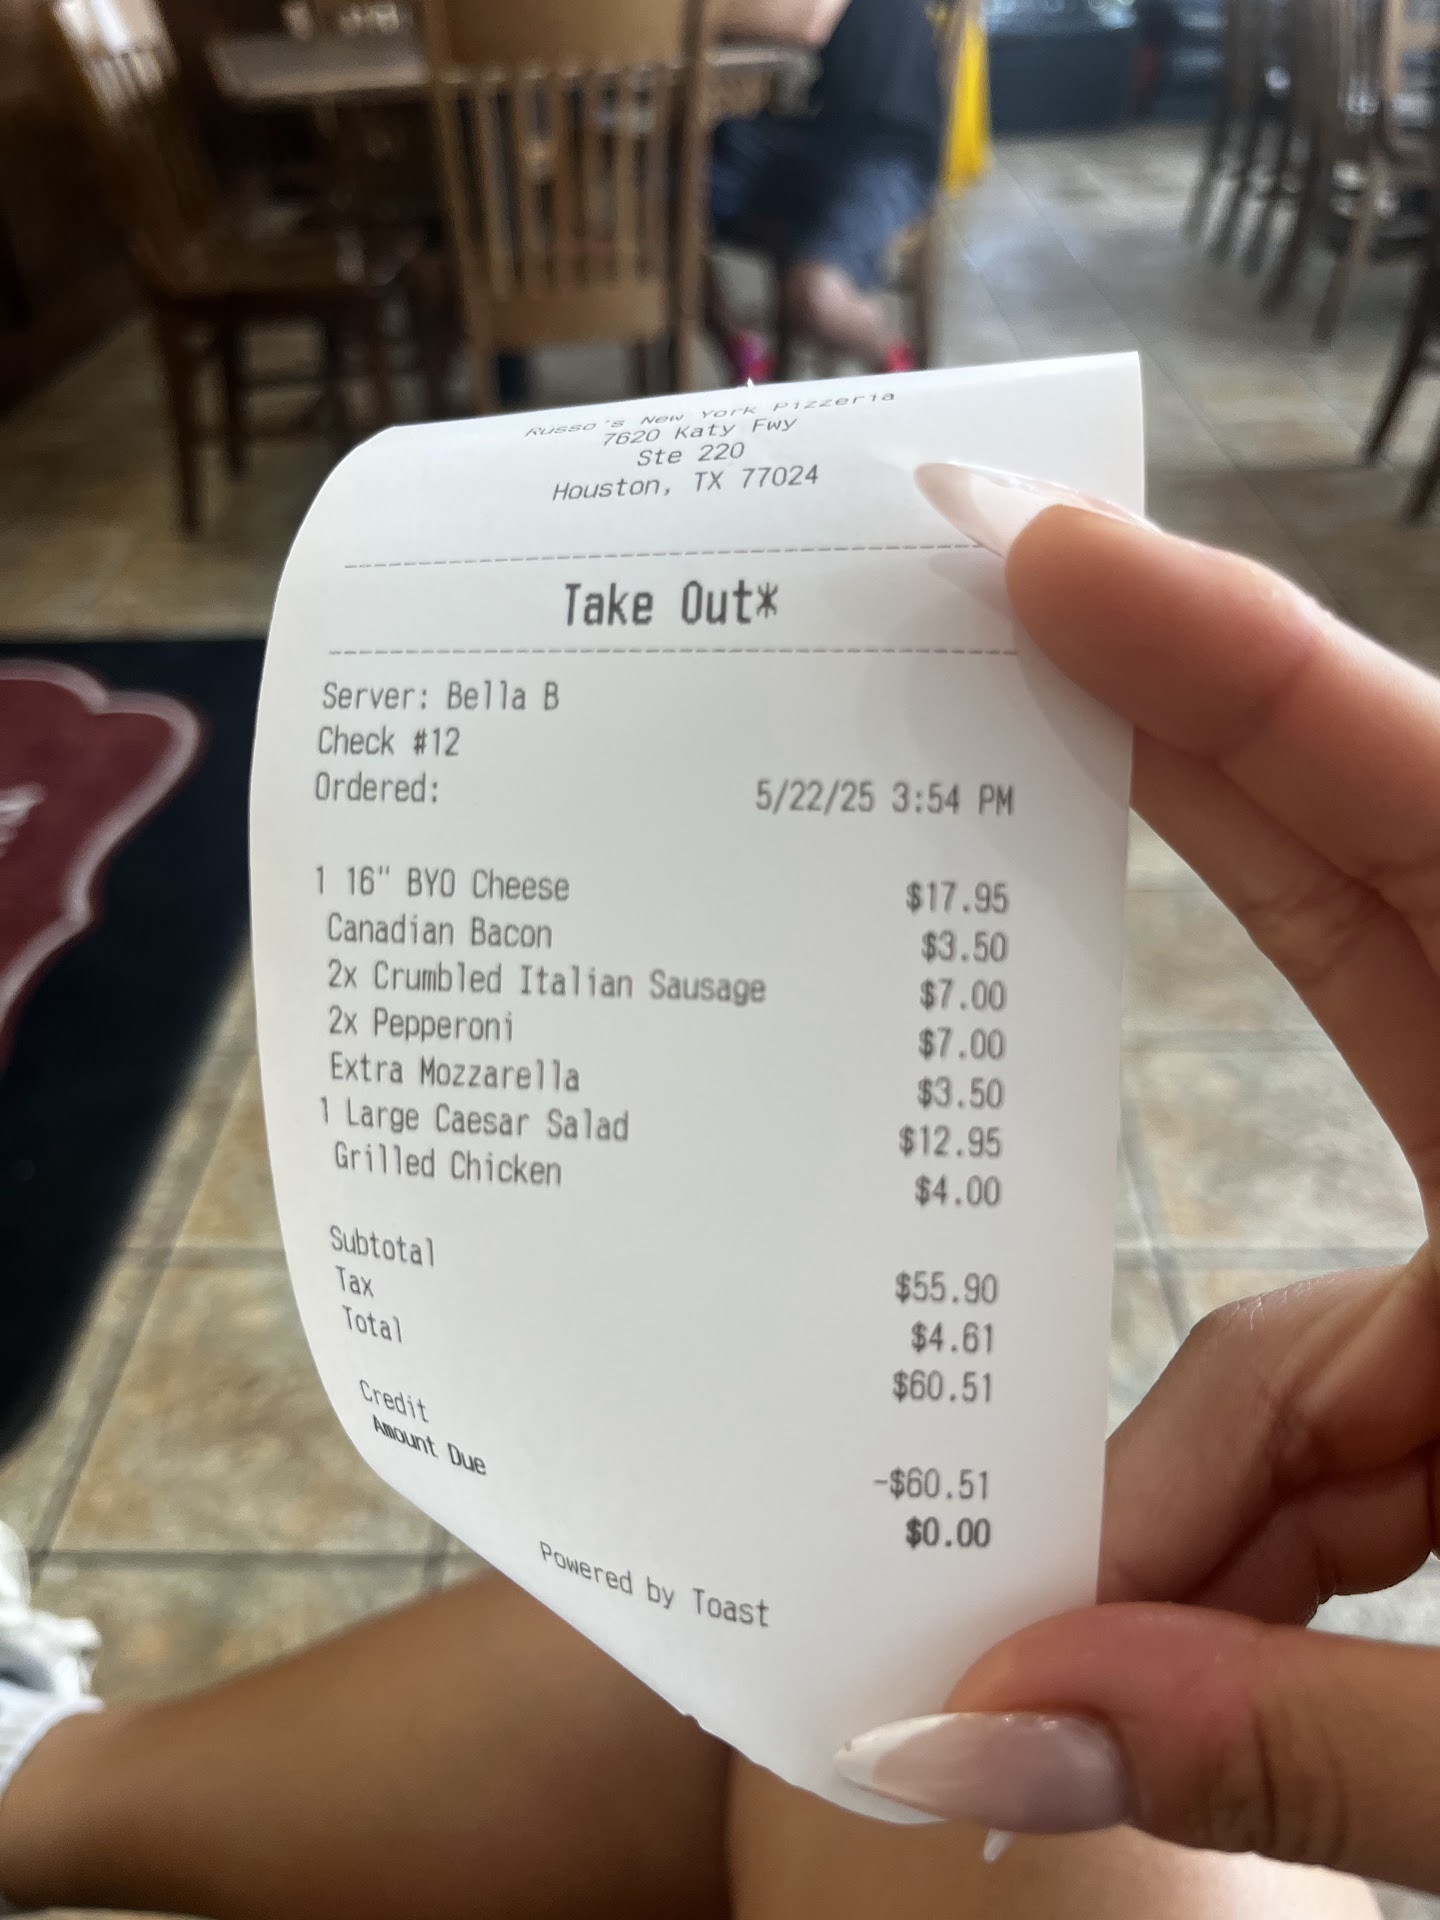 Russo's New York Pizzeria
7620 Katy Fwy
Ste 220
Houston, TX 77024
Take Out*
Server: Bella B
Check #12
Ordered: 5/22/25 3:54 PM
1 16" BYO Cheese $17.95
Canadian Bacon $3.50
2x Crumbled Italian Sausage $7.00
2x Pepperoni $7.00
Extra Mozzarella $3.50
1 Large Caesar Salad $12.95
Grilled Chicken $4.00
Subtotal $55.90
Tax $4.61
Total $60.51
Credit -$60.51
Amount Due $0.00
Powered by Toast